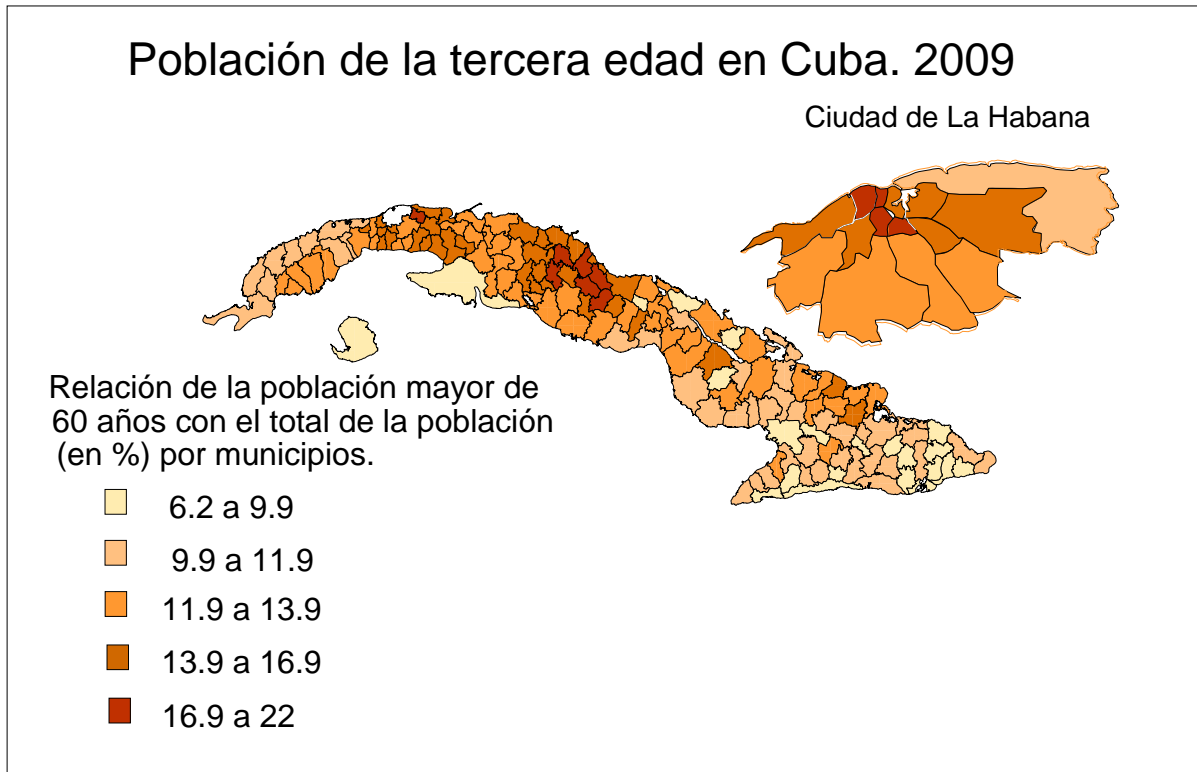 Población de la tercera edad en Cuba. 2009
Ciudad de La Habana
Relación de la población mayor de
60 años con el total de la población
(en %) por municipios.
6.2 a 9.9
9.9 a 11.9
11.9 a 13.9
13.9 a 16.9
16.9 a 22